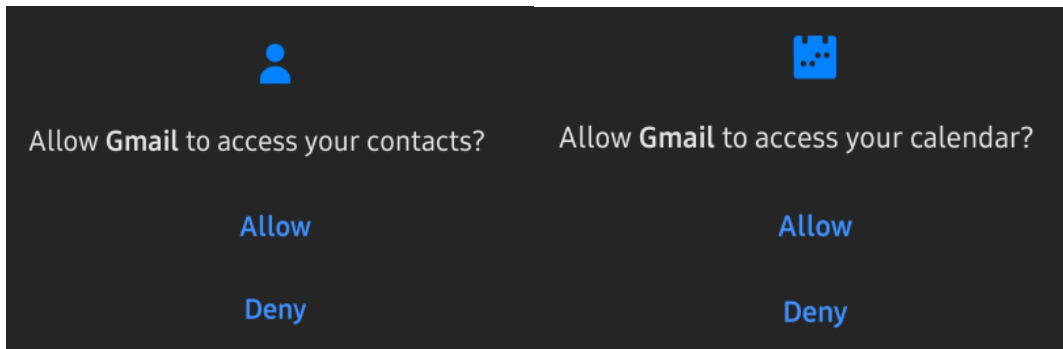 Allow Gmail to access your contacts?
Allow
Deny
Allow Gmail to access your calendar?
Allow
Deny